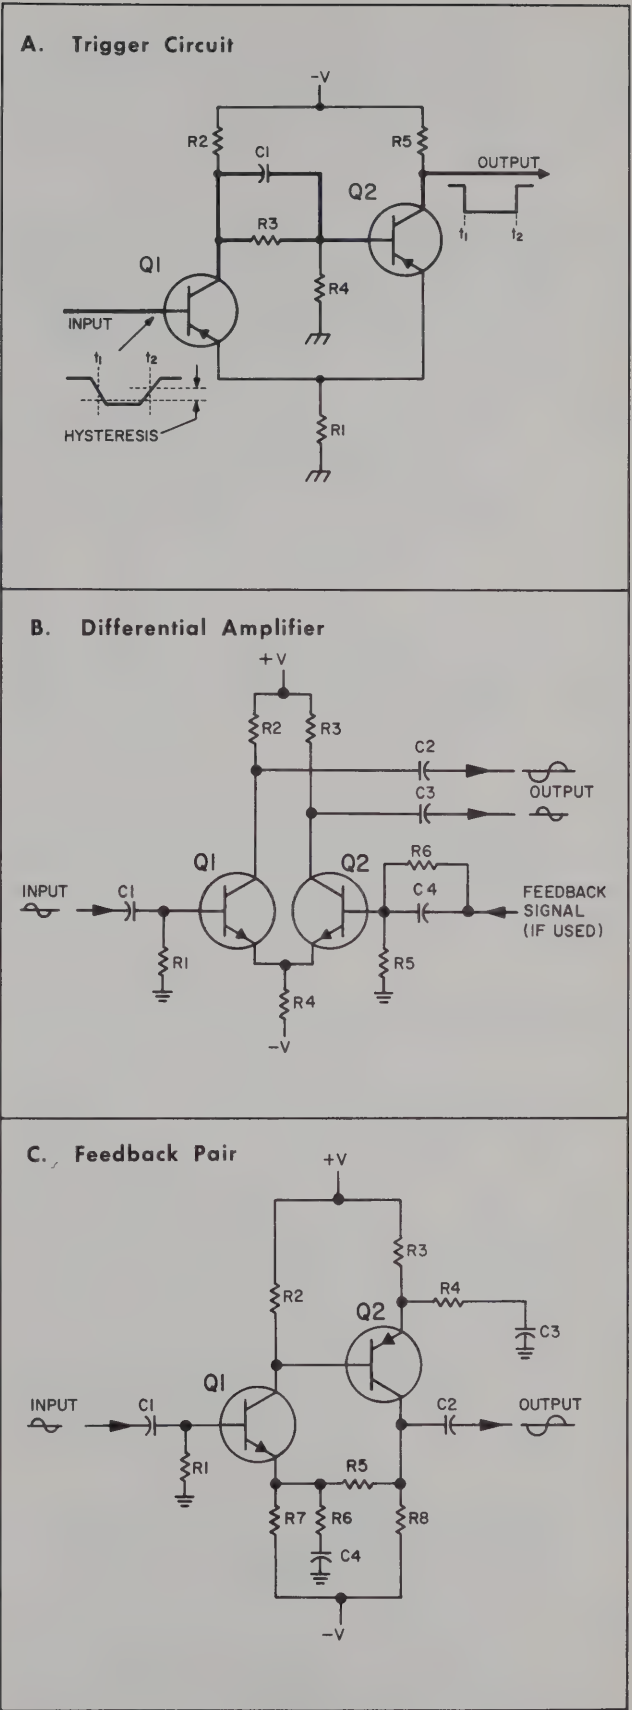 A. Trigger Circuit
-V
R2
C1
R5
OUTPUT
Q2
t1 t2
R3
Q1
R4
INPUT
t1 t2
HYSTERESIS
R1
B. Differential Amplifier
+V
R2 R3
C2
OUTPUT
C3
Q1 Q2
R6
INPUT C1
C4
FEEDBACK
SIGNAL
(IF USED)
R1
R5
R4
-V
C. Feedback Pair
+V
R3
R2
R4
Q2
C3
Q1
INPUT C1
C2 OUTPUT
R1
R5
R7 R6 R8
C4
-V